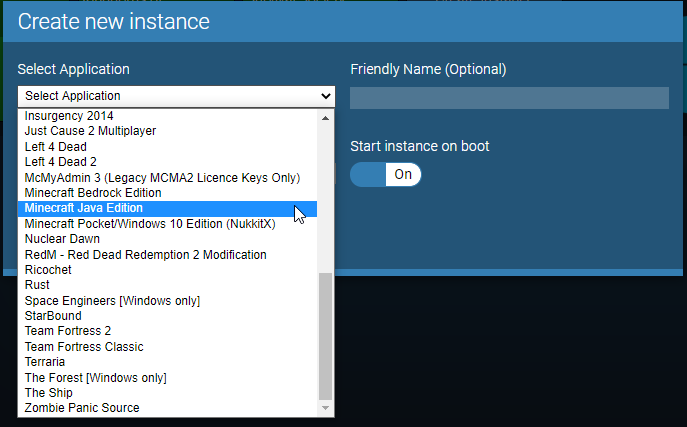 Create new instance
Select Application
Friendly Name (Optional)
Select Application
Insurgency 2014
Just Cause 2 Multiplayer
Left 4 Dead
Left 4 Dead 2
McMyAdmin 3 (Legacy MCMA2 Licence Keys Only)
Minecraft Bedrock Edition
Minecraft Java Edition
Minecraft Pocket/Windows 10 Edition (NukkitX)
Nuclear Dawn
RedM - Red Dead Redemption 2 Modification
Ricochet
Rust
Space Engineers [Windows only]
StarBound
Team Fortress 2
Team Fortress Classic
Terraria
The Forest [Windows only]
The Ship
Zombie Panic Source
Start instance on boot
On